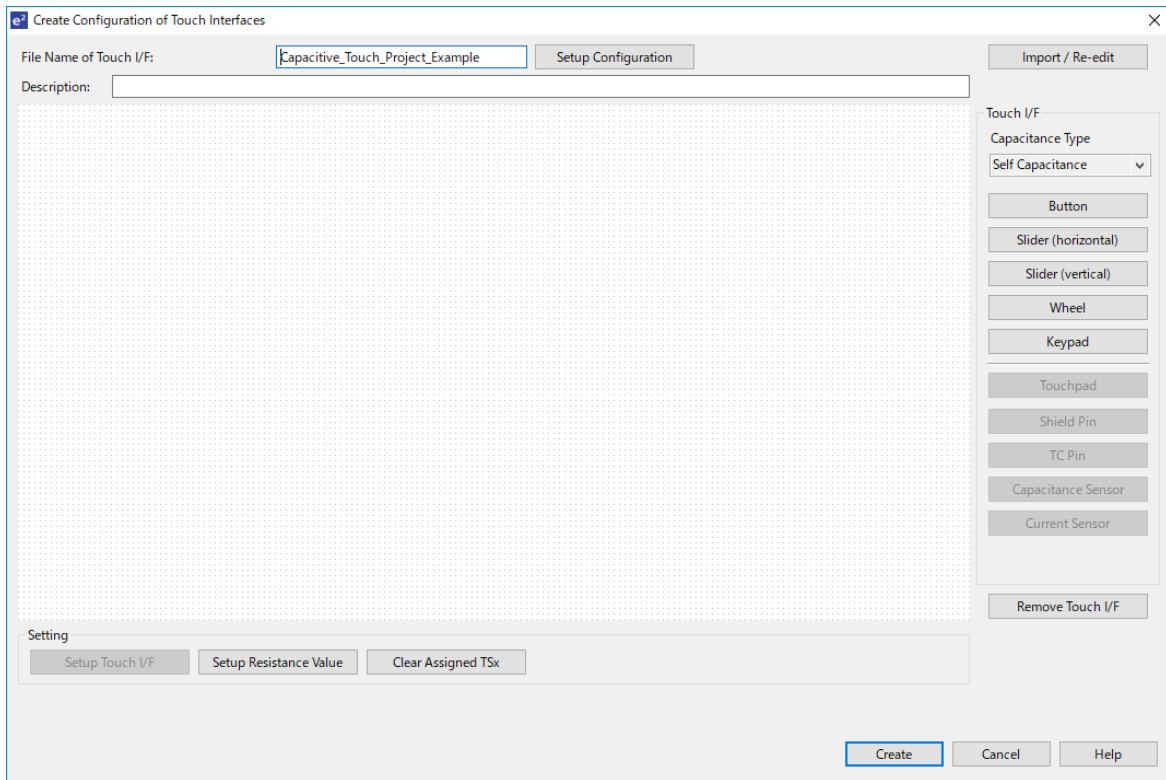 e² Create Configuration of Touch Interfaces
File Name of Touch I/F: Capacitive_Touch_Project_Example Setup Configuration Import / Re-edit
Description:
Touch I/F
Capacitance Type
Self Capacitance
Button
Slider (horizontal)
Slider (vertical)
Wheel
Keypad
Touchpad
Shield Pin
TC Pin
Capacitance Sensor
Current Sensor
Remove Touch I/F
Setting
Setup Touch I/F Setup Resistance Value Clear Assigned TSx
Create Cancel Help